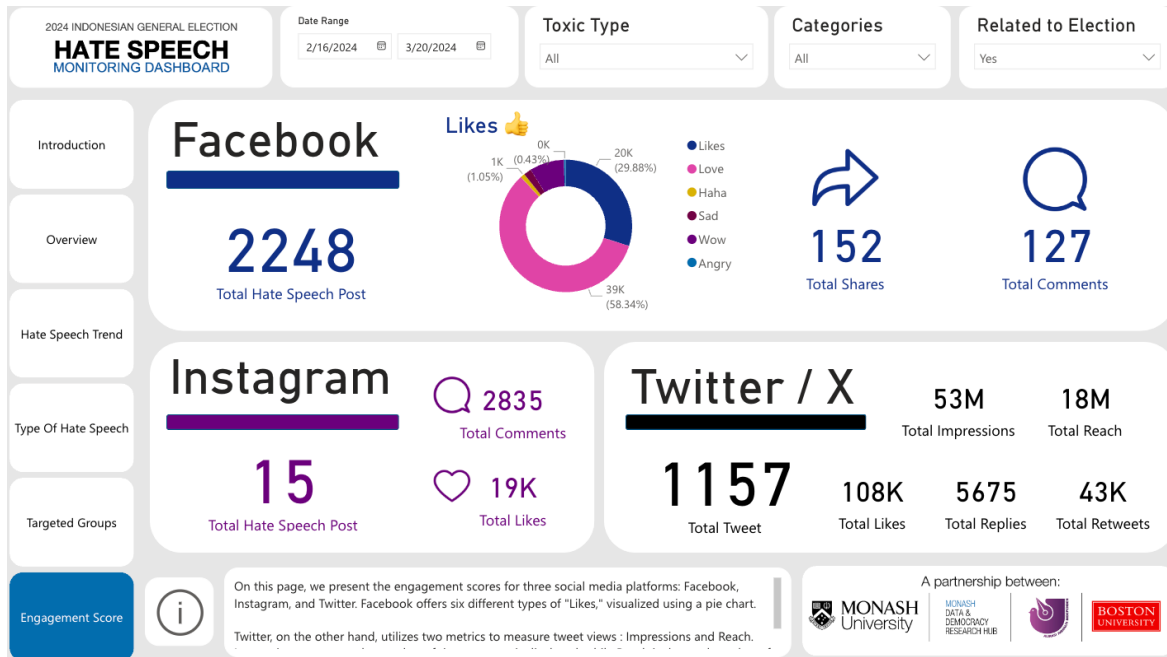 2024 INDONESIAN GENERAL ELECTION
HATE SPEECH
MONITORING DASHBOARD
Date Range
2/16/2024
3/20/2024
Toxic Type
All
Categories
All
Related to Election
Yes
Introduction
Overview
Hate Speech Trend
Type Of Hate Speech
Targeted Groups
Engagement Score
Facebook
2248
Total Hate Speech Post
Likes 👍
0K
(0.43%)
1K
(1.05%)
20K
(29.88%)
39K
(58.34%)
Likes
Love
Haha
Sad
Wow
Angry
152
Total Shares
127
Total Comments
Instagram
15
Total Hate Speech Post
2835
Total Comments
19K
Total Likes
Twitter / X
53M
Total Impressions
18M
Total Reach
1157
Total Tweet
108K
Total Likes
5675
Total Replies
43K
Total Retweets
On this page, we present the engagement scores for three social media platforms: Facebook,
Instagram, and Twitter. Facebook offers six different types of "Likes," visualized using a pie chart.
Twitter, on the other hand, utilizes two metrics to measure tweet views : Impressions and Reach.
A partnership between:
MONASH
University
MONASH
DATA &
DEMOCRACY
RESEARCH HUB
BOSTON
UNIVERSITY